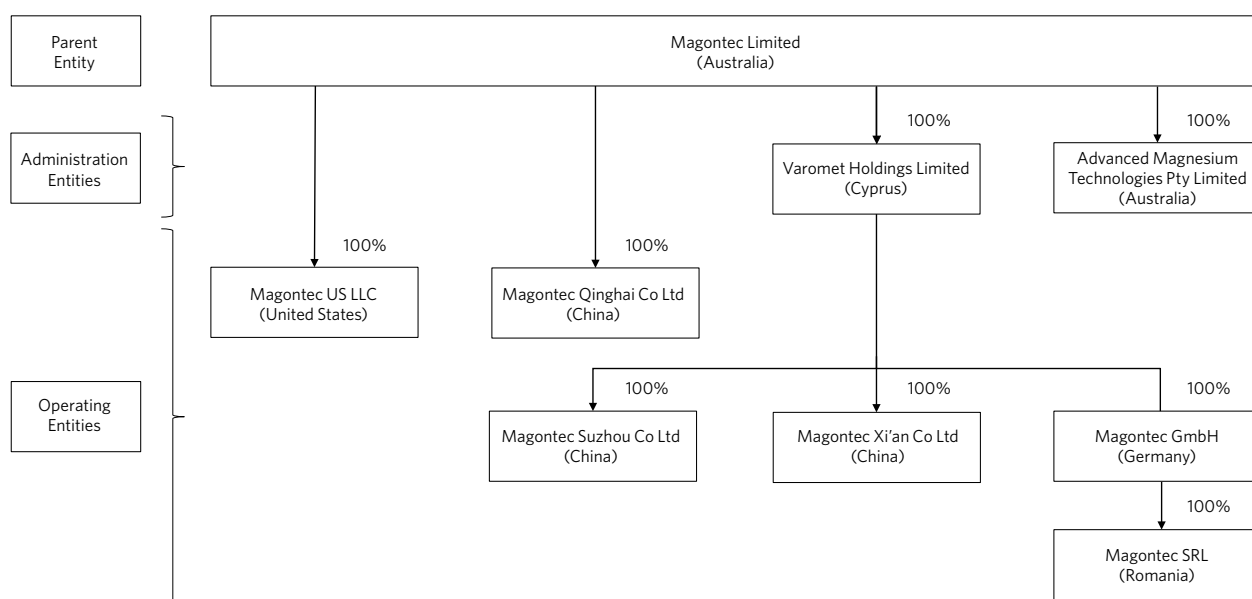 Parent
Entity
Magontec Limited
(Australia)
100%
100%
Administration
Entities
Varomet Holdings Limited
(Cyprus)
Advanced Magnesium
Technologies Pty Limited
(Australia)
100%
100%
Magontec US LLC
(United States)
Magontec Qinghai Co Ltd
(China)
Operating
Entities
100%
100%
100%
Magontec Suzhou Co Ltd
(China)
Magontec Xi'an Co Ltd
(China)
Magontec GmbH
(Germany)
100%
Magontec SRL
(Romania)